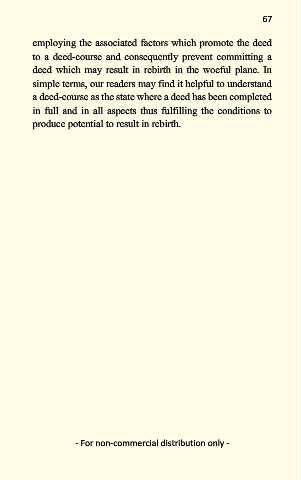 67
employing the associated factors which promote the deed
to a deed-course and consequently prevent committing a
deed which may result in rebirth in the woeful plane. In
simple terms, our readers may find it helpful to understand
a deed-course as the state where a deed has been completed
in full and in all aspects thus fulfilling the conditions to
produce potential to result in rebirth.
- For non-commercial distribution only -